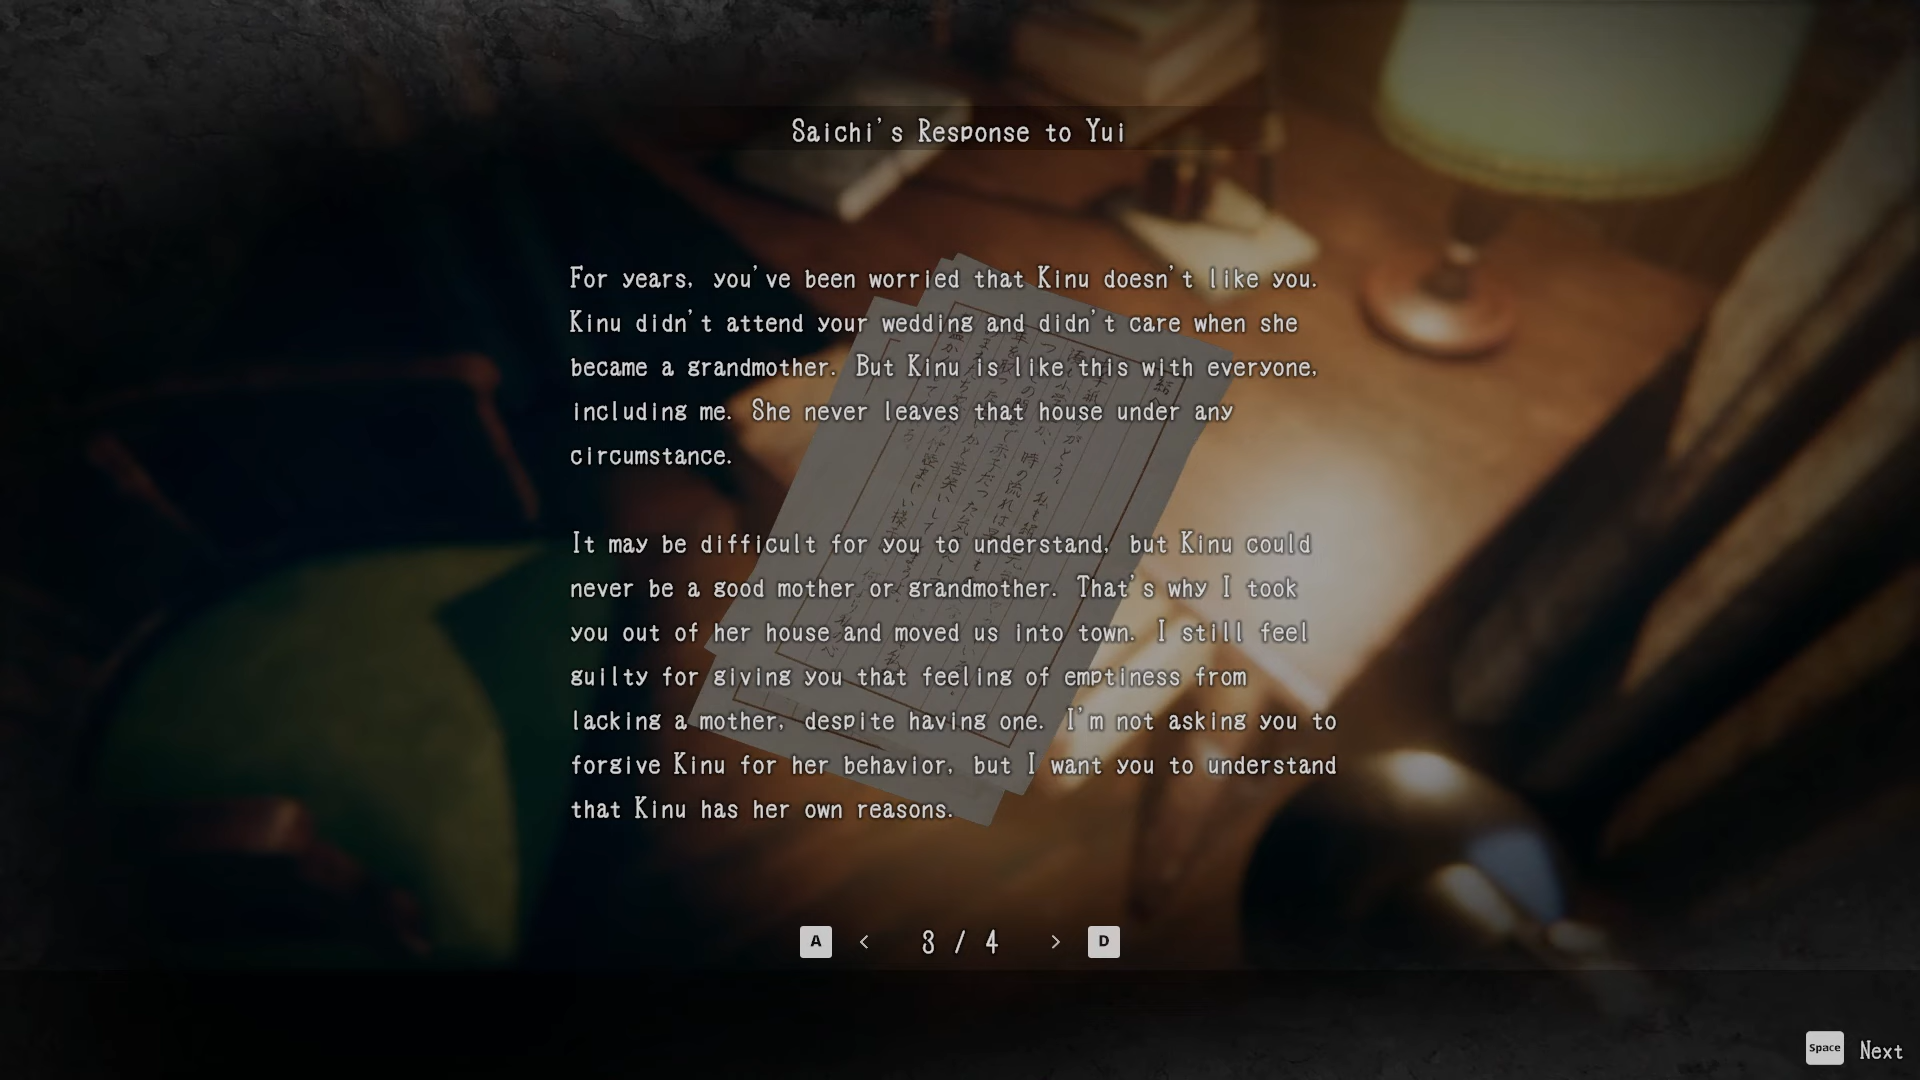 Saichi's Response to Yui
For years, you've been worried that Kinu doesn't like you.
Kinu didn't attend your wedding and didn't care when she
became a grandmother. But Kinu is like this with everyone,
including me. She never leaves that house under any
circumstance.
It may be difficult for you to understand, but Kinu could
never be a good mother or grandmother. That's why I took
you out of her house and moved us into town. I still feel
guilty for giving you that feeling of emptiness from
lacking a mother, despite having one. I'm not asking you to
forgive Kinu for her behavior, but I want you to understand
that Kinu has her own reasons.
A < 3 / 4 > D
Space Next